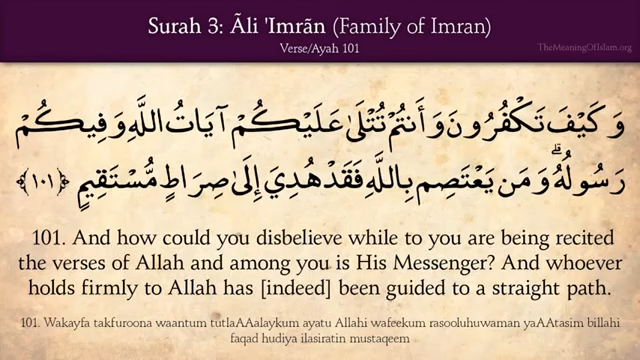 Surah 3: Ãli 'Imrãn (Family of Imran)
Verse/Ayah 101
TheMeaningOfIslam.org
وَكَيْفَ تَكْفُرُونَ وَأَنتُمْ تُتْلَىٰ عَلَيْكُمْ آيَاتُ اللَّهِ وَفِيكُمْ
رَسُولُهُ ۗ وَمَن يَعْتَصِم بِاللَّهِ فَقَدْ هُدِيَ إِلَىٰ صِرَاطٍ مُّسْتَقِيمٍ ﴿١٠١﴾
101. And how could you disbelieve while to you are being recited
the verses of Allah and among you is His Messenger? And whoever
holds firmly to Allah has [indeed] been guided to a straight path.
101. Wakayfa takfuroona waantum tutlaAAalaykum ayatu Allahi wafeekum rasooluhuwaman yaAAtasim billahi
faqad hudiya ilasiratin mustaqeem